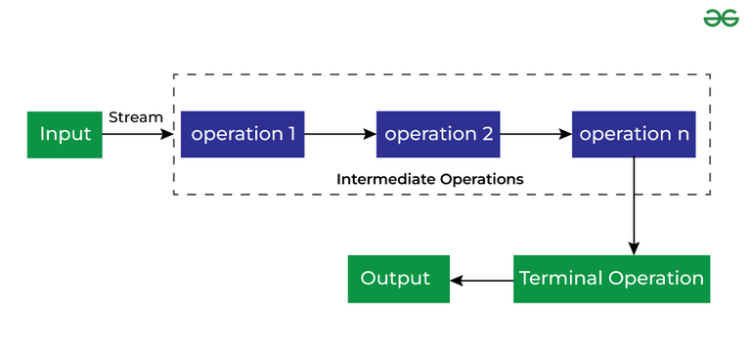 Stream
Input
operation 1
operation 2
operation n
Intermediate Operations
Output
Terminal Operation